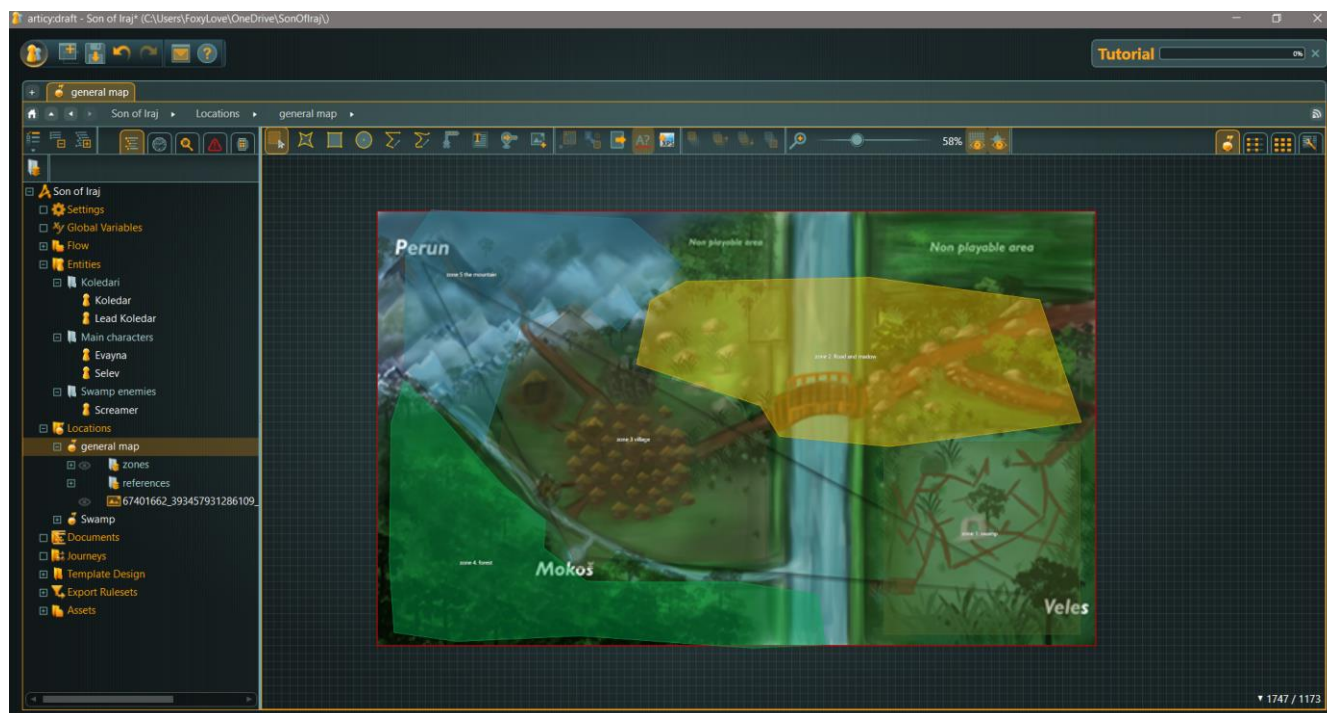 articy:draft - Son of Iraj* (C:\Users\FoxyLove\OneDrive\SonOfIraj\)
Tutorial 0%
general map
Son of Iraj Locations general map
58%
Son of Iraj
Settings
Global Variables
Flow
Entities
Koledari
Koledar
Lead Koledar
Main characters
Evayna
Selev
Swamp enemies
Screamer
Locations
general map
zones
references
67401662_393457931286109_
Swamp
Documents
Journeys
Template Design
Export Rulesets
Assets
Perun
Non playable area
Non playable area
zone 5 the mountain
zone 2. Road and meadow
zone 3 village
zone 1. swamp
zone 4. forest
Mokoš
Veles
1747 / 1173